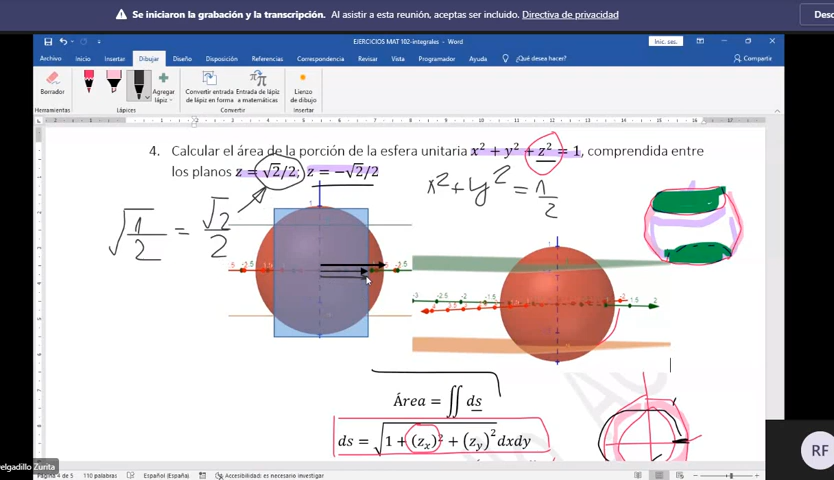 Se iniciaron la grabación y la transcripción. Al asistir a esta reunión, aceptas ser incluido. Directiva de privacidad
EJERCICIOS MAT 102-integrales - Word
Inic. ses.
Archivo Inicio Insertar Dibujar Diseño Disposición Referencias Correspondencia Revisar Vista Programador Ayuda ¿Qué desea hacer? Compartir
Borrador
Agregar lápiz
Convertir entrada de lápiz en forma
Convertir entrada de lápiz a matemáticas
Lienzo de dibujo
Herramientas Lápices Convertir Insertar
4. Calcular el área de la porción de la esfera unitaria x² + y² + z² = 1, comprendida entre
los planos z = √2/2; z = −√2/2
x² + y² = 1/2
√(1/2) = √2/2
Área = ∬ ds
ds = √(1 + (zₓ)² + (z_y)²) dxdy
RF
elgadillo Zurita
Página 4 de 5 110 palabras Español (España) Accesibilidad: es necesario investigar